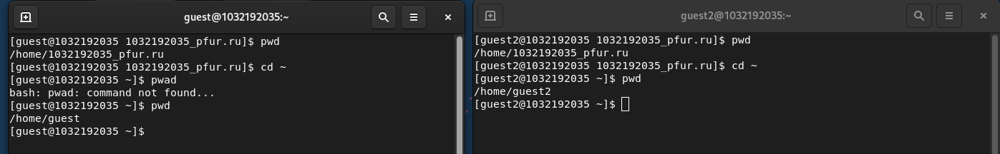 guest@1032192035:~
[guest@1032192035 1032192035_pfur.ru]$ pwd
/home/1032192035_pfur.ru
[guest@1032192035 1032192035_pfur.ru]$ cd ~
[guest@1032192035 ~]$ pwad
bash: pwad: command not found...
[guest@1032192035 ~]$ pwd
/home/guest
[guest@1032192035 ~]$
guest2@1032192035:~
[guest2@1032192035 1032192035_pfur.ru]$ pwd
/home/1032192035_pfur.ru
[guest2@1032192035 1032192035_pfur.ru]$ cd ~
[guest2@1032192035 ~]$ pwd
/home/guest2
[guest2@1032192035 ~]$